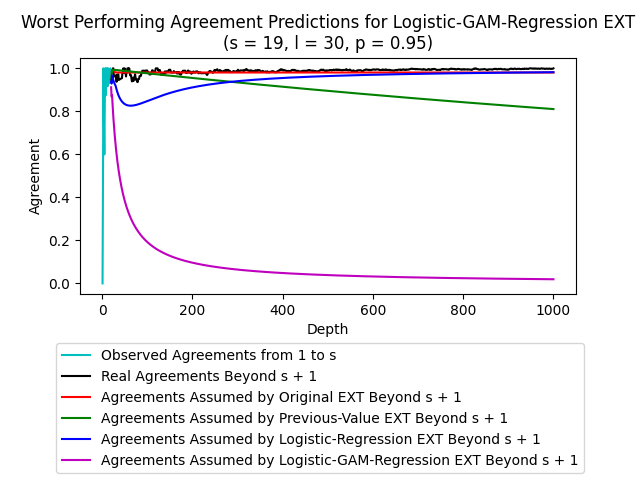 Worst Performing Agreement Predictions for Logistic-GAM-Regression EXT
(s = 19, l = 30, p = 0.95)
1.0
0.8
0.6
0.4
0.2
0.0
Agreement
0 200 400 600 800 1000
Depth
Observed Agreements from 1 to s
Real Agreements Beyond s + 1
Agreements Assumed by Original EXT Beyond s + 1
Agreements Assumed by Previous-Value EXT Beyond s + 1
Agreements Assumed by Logistic-Regression EXT Beyond s + 1
Agreements Assumed by Logistic-GAM-Regression EXT Beyond s + 1